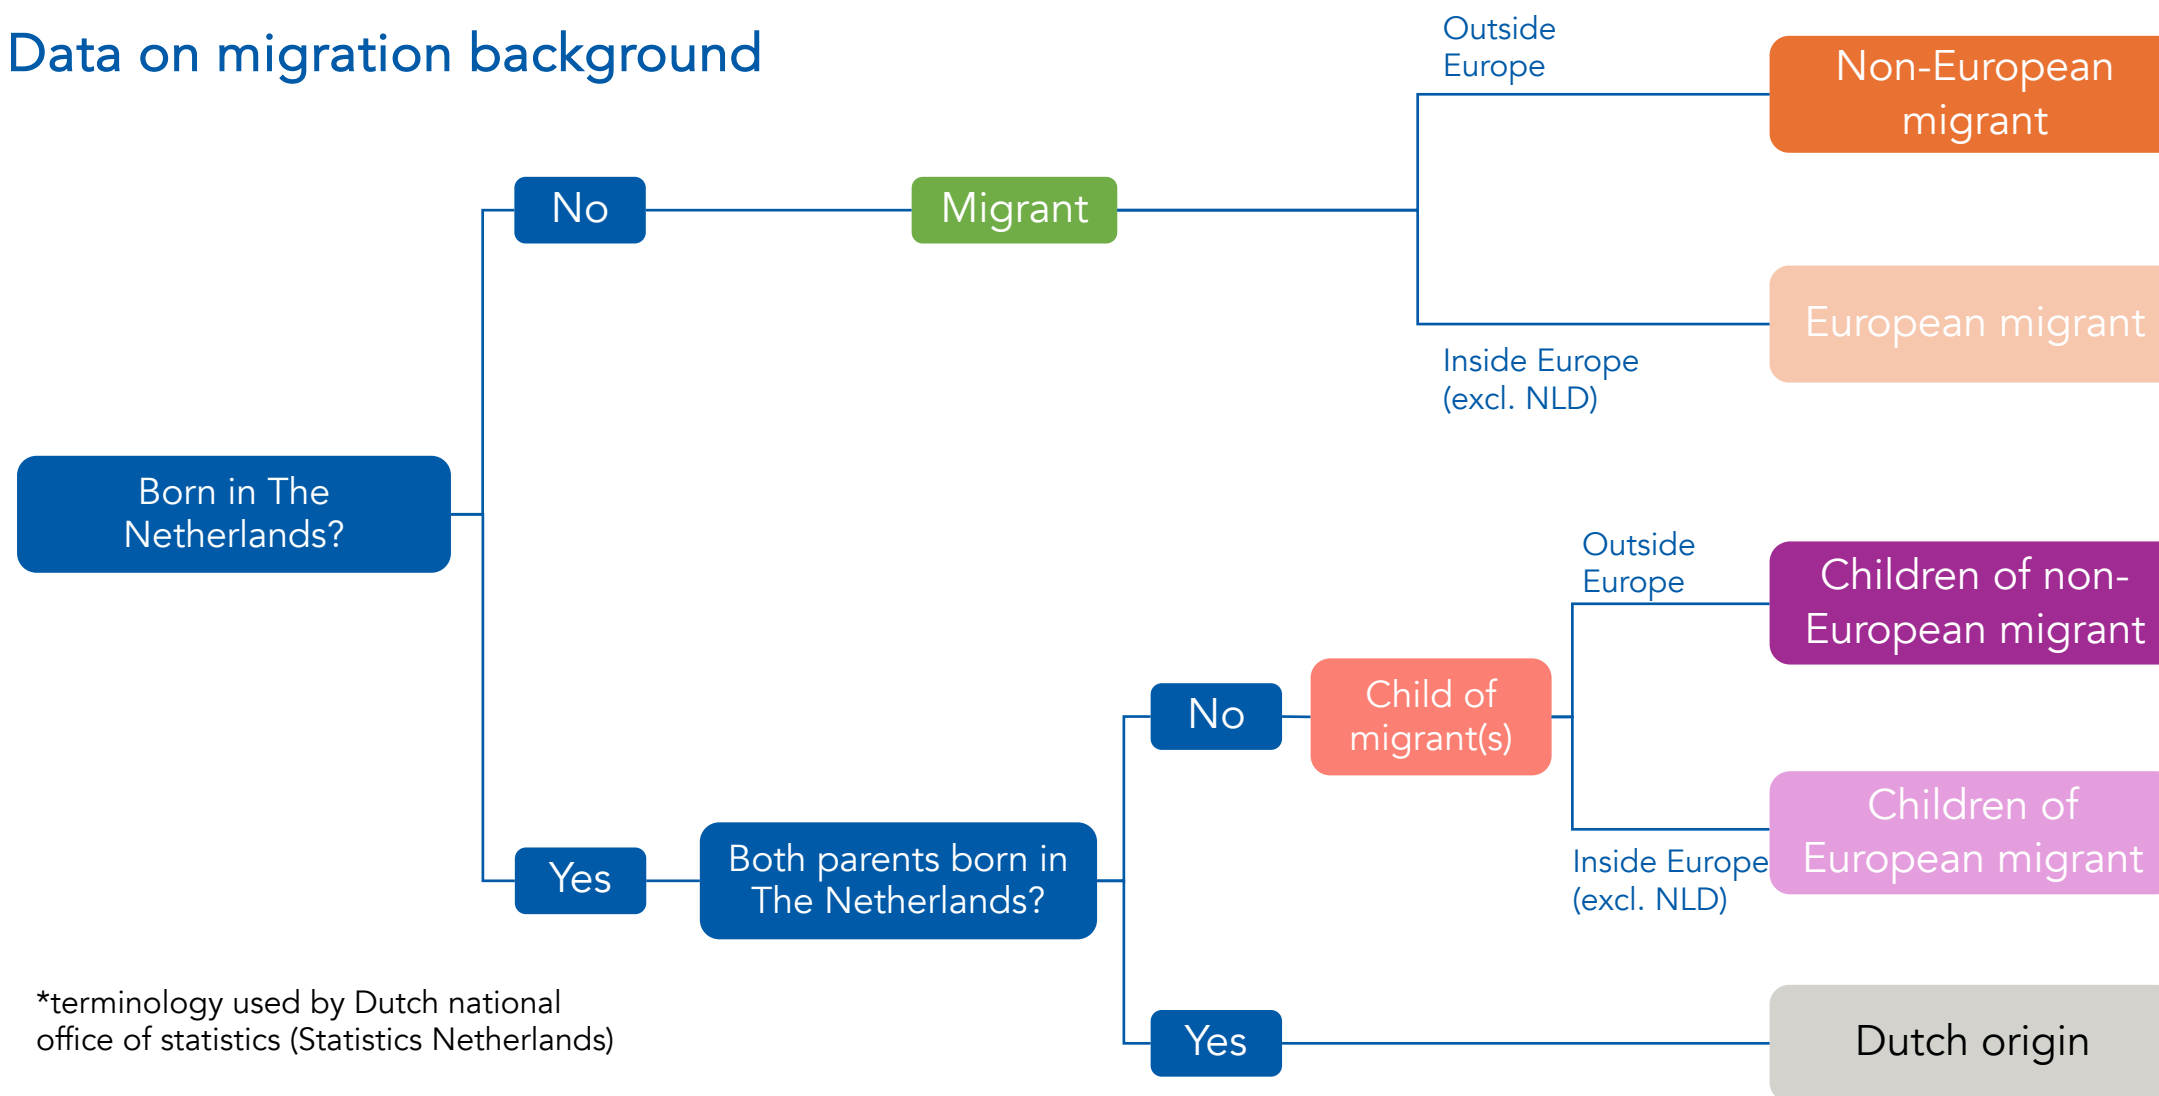 Data on migration background
Outside
Europe
Non-European
migrant
No
Migrant
European migrant
Inside Europe
(excl. NLD)
Born in The
Netherlands?
Outside
Europe
Children of non-
European migrant
No
Child of
migrant(s)
Children of
European migrant
Inside Europe
(excl. NLD)
Yes
Both parents born in
The Netherlands?
*terminology used by Dutch national
office of statistics (Statistics Netherlands)
Yes
Dutch origin